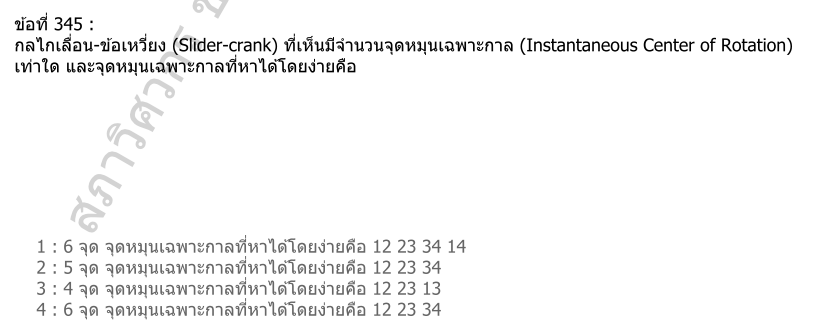 ข้อที่ 345 :
กลไกเลื่อน-ข้อเหวี่ยง (Slider-crank) ที่เห็นมีจำนวนจุดหมุนเฉพาะกาล (Instantaneous Center of Rotation)
เท่าใด และจุดหมุนเฉพาะกาลที่หาได้โดยง่ายคือ
สภาวิศวกร
1 : 6 จุด จุดหมุนเฉพาะกาลที่หาได้โดยง่ายคือ 12 23 34 14
2 : 5 จุด จุดหมุนเฉพาะกาลที่หาได้โดยง่ายคือ 12 23 34
3 : 4 จุด จุดหมุนเฉพาะกาลที่หาได้โดยง่ายคือ 12 23 13
4 : 6 จุด จุดหมุนเฉพาะกาลที่หาได้โดยง่ายคือ 12 23 34